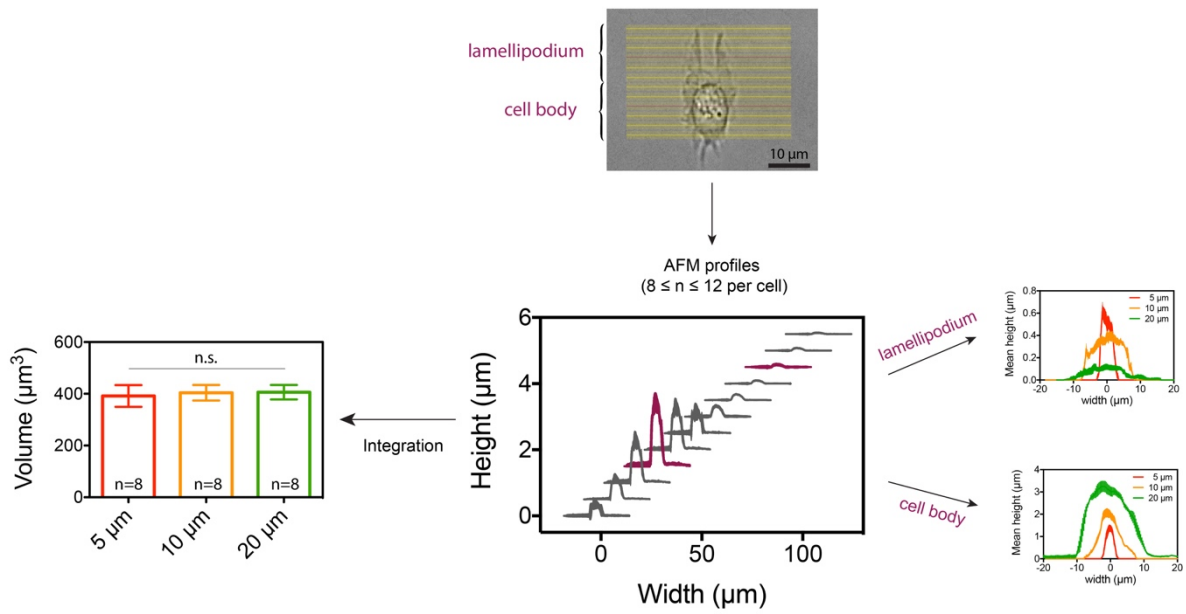 lamellipodium
cell body
10 µm
AFM profiles
(8 ≤ n ≤ 12 per cell)
Volume (µm³)
600
400
200
0
n.s.
n=8
n=8
n=8
5 µm
10 µm
20 µm
Integration
Height (µm)
6
4
2
0
0
50
100
Width (µm)
lamellipodium
cell body
Mean height (µm)
0.8
0.6
0.4
0.2
0
5 µm
10 µm
20 µm
-20
-10
0
10
20
width (µm)
Mean height (µm)
4
3
2
1
0
5 µm
10 µm
20 µm
-20
-10
0
10
20
width (µm)